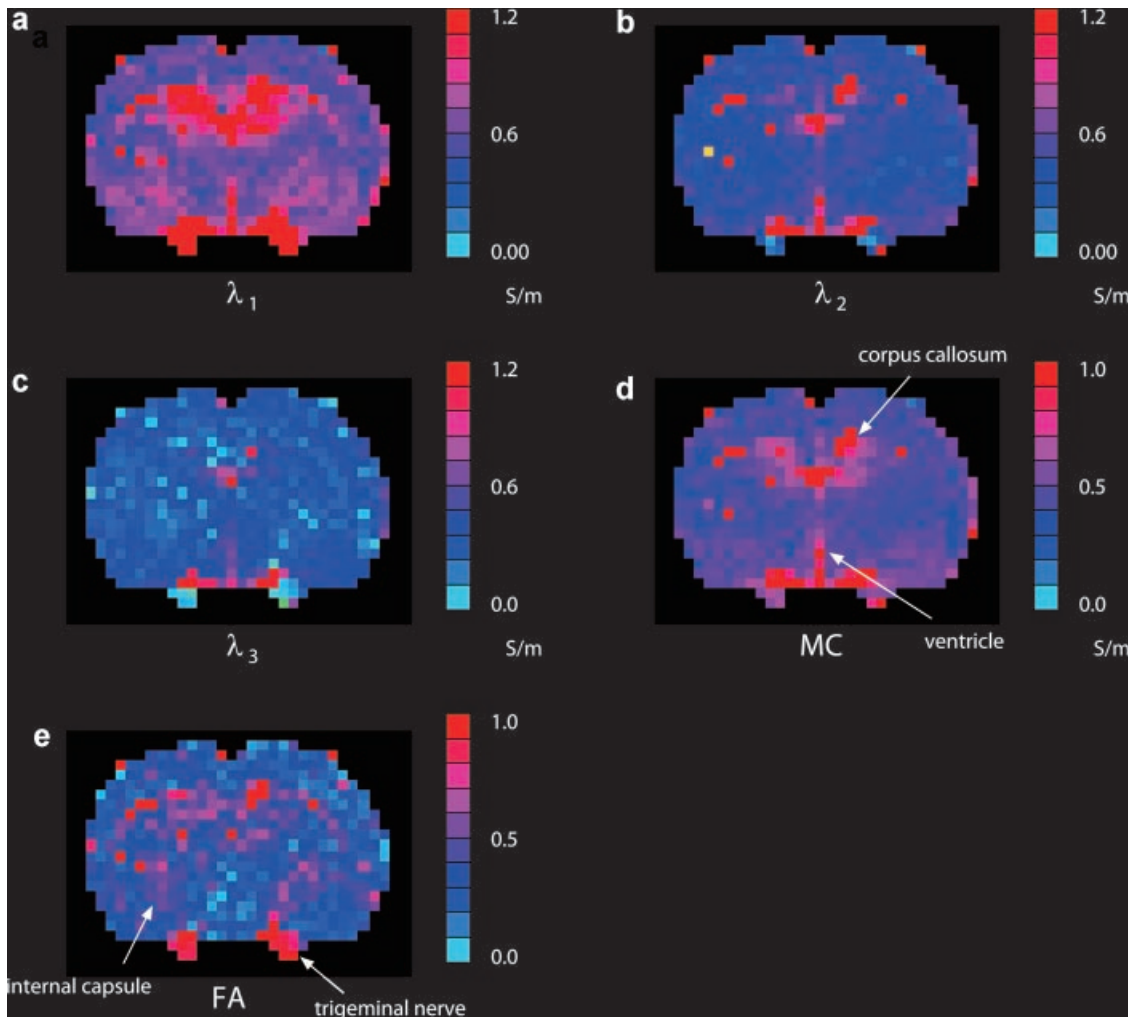 a
a
1.2
0.6
0.00
λ 1
S/m
b
1.2
0.6
0.00
λ 2
S/m
c
1.2
0.6
0.0
λ 3
S/m
corpus callosum
d
1.0
0.5
0.0
ventricle
MC
S/m
e
1.0
0.5
0.0
internal capsule
FA
trigeminal nerve